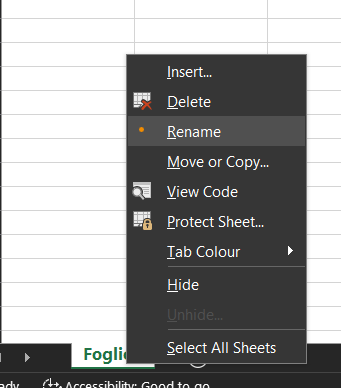 Insert...
Delete
Rename
Move or Copy...
View Code
Protect Sheet...
Tab Colour
Hide
Unhide...
Select All Sheets
Accessibility: Good to go